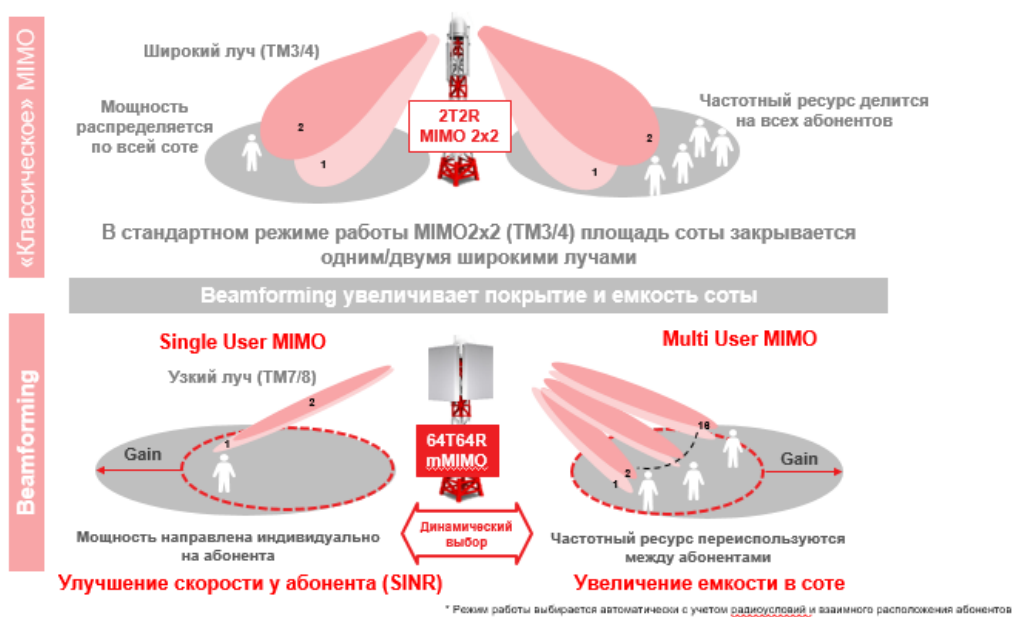 «Классическое» MIMO
Широкий луч (TM3/4)
Мощность
распределяется
по всей соте
2
1
2T2R
MIMO 2x2
2
1
Частотный ресурс делится
на всех абонентов
В стандартном режиме работы MIMO2x2 (TM3/4) площадь соты закрывается
одним/двумя широкими лучами
Beamforming увеличивает покрытие и емкость соты
Beamforming
Single User MIMO
Узкий луч (TM7/8)
2
1
Gain
Мощность направлена индивидуально
на абонента
Улучшение скорости у абонента (SINR)
64T64R
mMIMO
Динамический
выбор
Multi User MIMO
16
2
1
Gain
Частотный ресурс переиспользуются
между абонентами
Увеличение емкости в соте
* Режим работы выбирается автоматически с учетом радиоусловий и взаимного расположения абонентов